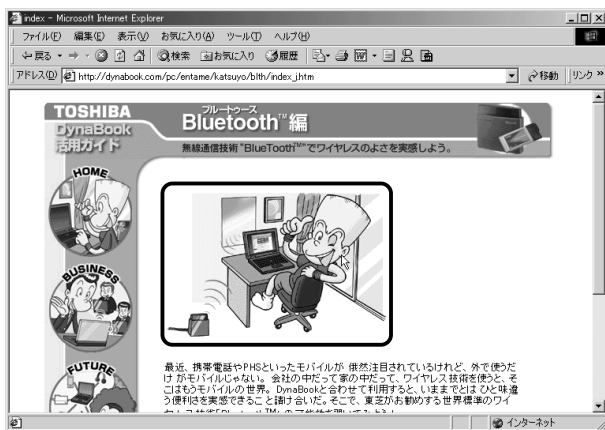 index - Microsoft Internet Explorer
ファイル(F) 編集(E) 表示(V) お気に入り(A) ツール(T) ヘルプ(H)
戻る 検索 お気に入り 履歴
アドレス(D) http://dynabook.com/pc/entame/katsuyo/blth/index_j.htm 移動 リンク »
TOSHIBA
DynaBook
活用ガイド
ブルートゥース
Bluetooth™編
無線通信技術"BlueTooth™"でワイヤレスのよさを実感しよう。
HOME
BUSINESS
FUTURE
最近、携帯電話やPHSといったモバイルが 俄然注目されているけれど、外で使うだ
け がモバイルじゃない。会社の中だって家の中だって、ワイヤレス技術を使うと、そ
こはもうモバイルの世界。DynaBookと合わせて利用すると、いままでとは ひと味違
う便利さを実感できること請け合いだ。そこで、東芝がお勧めする世界標準のワイ
インターネット